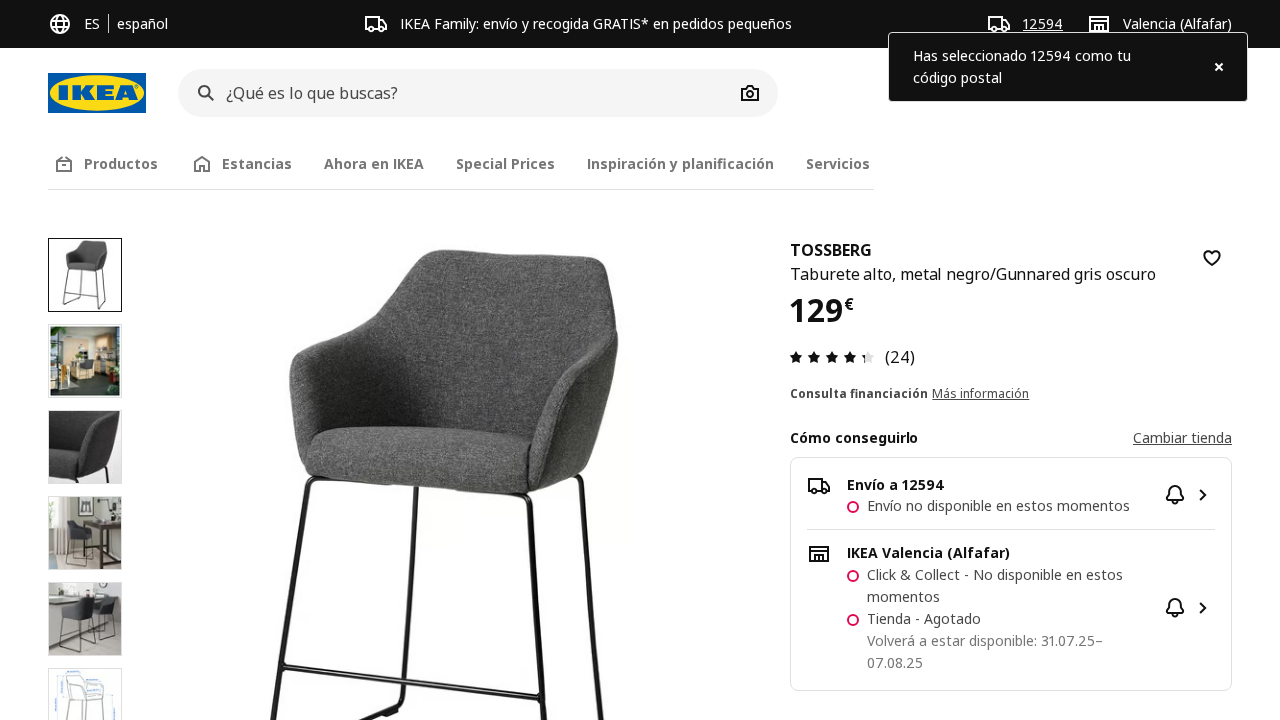 ES español
IKEA Family: envío y recogida GRATIS* en pedidos pequeños
12594
Valencia (Alfafar)
Has seleccionado 12594 como tu
código postal
IKEA
¿Qué es lo que buscas?
Productos
Estancias
Ahora en IKEA
Special Prices
Inspiración y planificación
Servicios
TOSSBERG
Taburete alto, metal negro/Gunnared gris oscuro
129€
(24)
Consulta financiación Más información
Cómo conseguirlo
Cambiar tienda
Envío a 12594
Envío no disponible en estos momentos
IKEA Valencia (Alfafar)
Click & Collect - No disponible en estos
momentos
Tienda - Agotado
Volverá a estar disponible: 31.07.25–
07.08.25